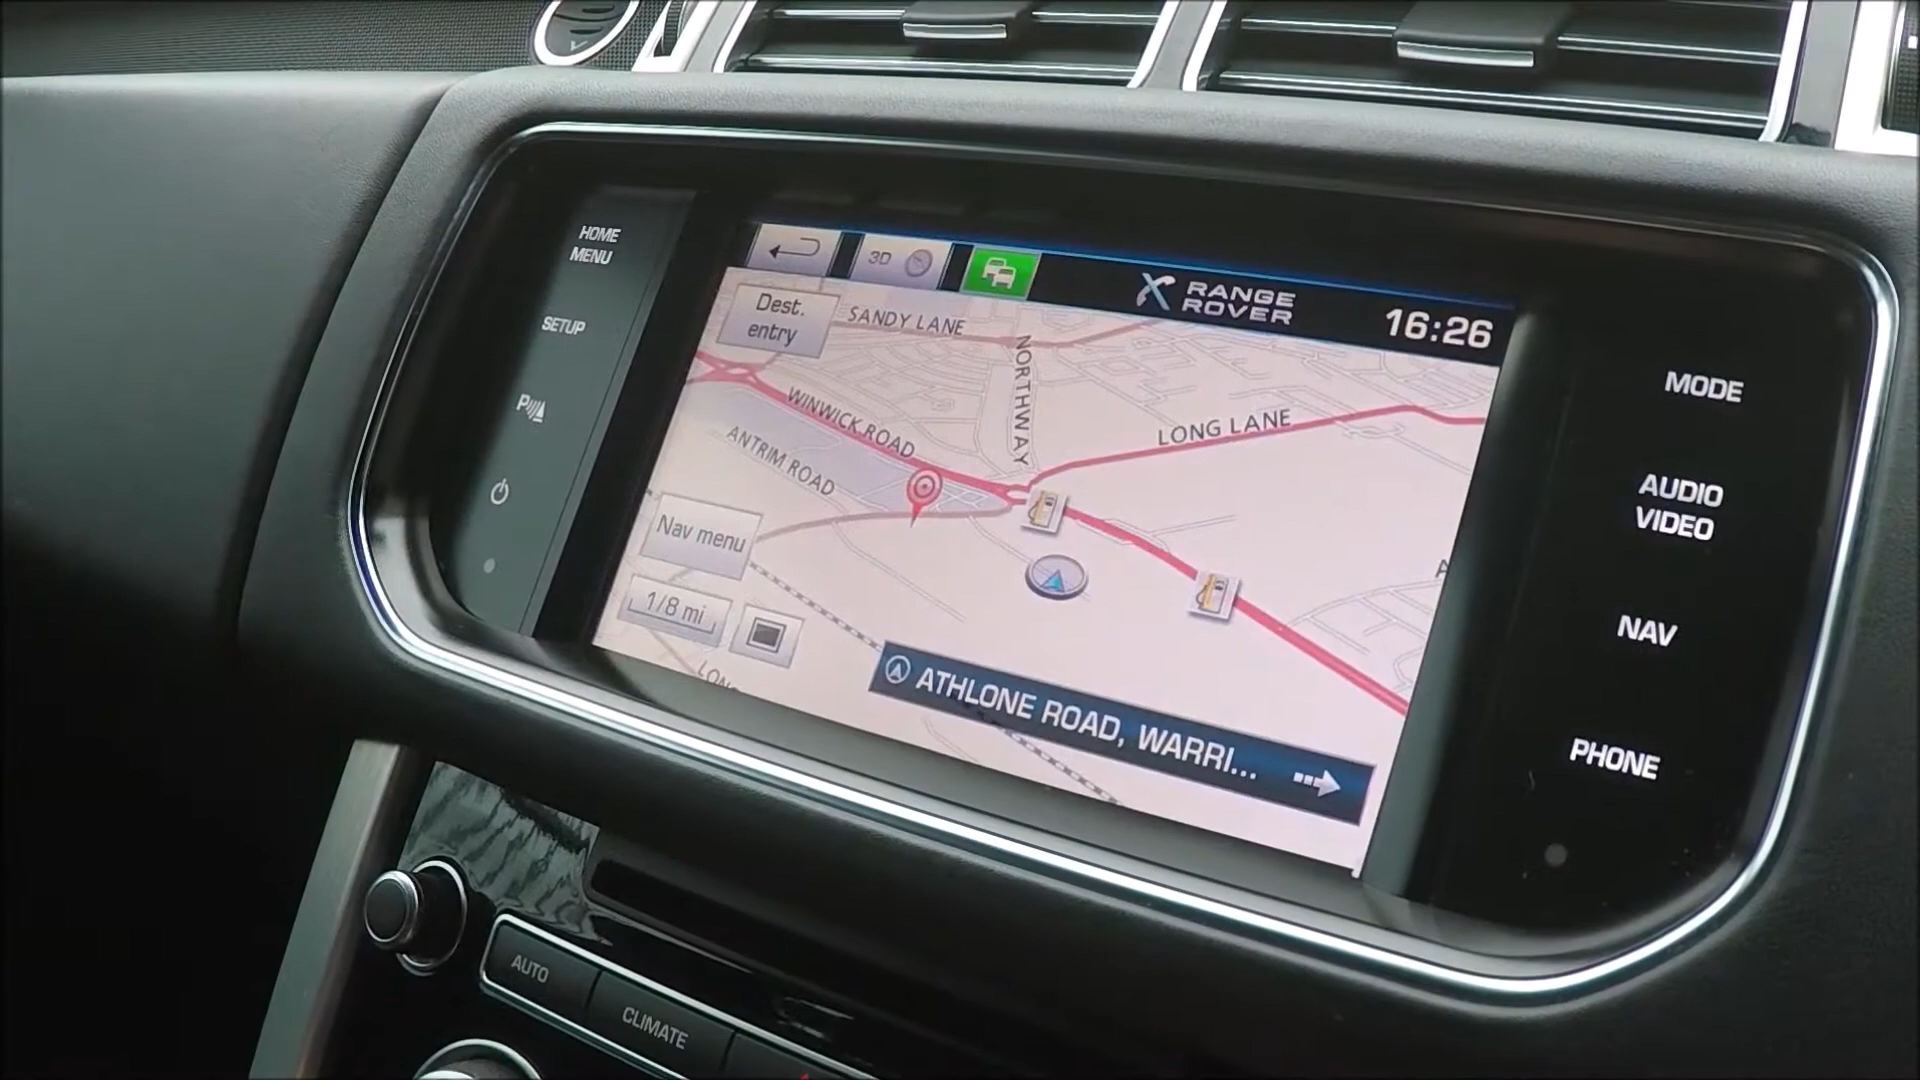 HOME
MENU
SETUP
P
3D
RANGE
ROVER
16:26
Dest.
entry
SANDY LANE
NORTHWAY
WINWICK ROAD
LONG LANE
ANTRIM ROAD
Nav menu
1/8 mi
LONG
A
ATHLONE ROAD, WARRI...
MODE
AUDIO
VIDEO
NAV
PHONE
AUTO
CLIMATE